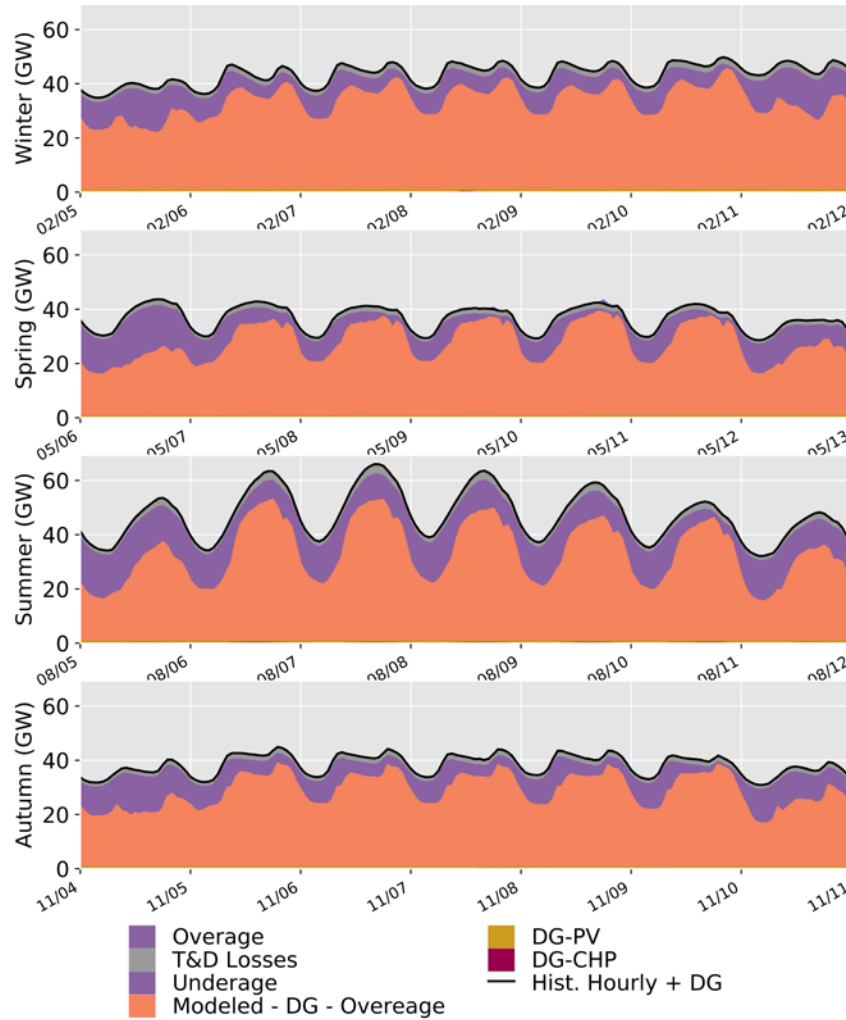 Winter (GW)
60
40
20
0
02/05 02/06 02/07 02/08 02/09 02/10 02/11 02/12
Spring (GW)
60
40
20
0
05/06 05/07 05/08 05/09 05/10 05/11 05/12 05/13
Summer (GW)
60
40
20
0
08/05 08/06 08/07 08/08 08/09 08/10 08/11 08/12
Autumn (GW)
60
40
20
0
11/04 11/05 11/06 11/07 11/08 11/09 11/10 11/11
Overage
T&D Losses
Underage
Modeled - DG - Overeage
DG-PV
DG-CHP
Hist. Hourly + DG